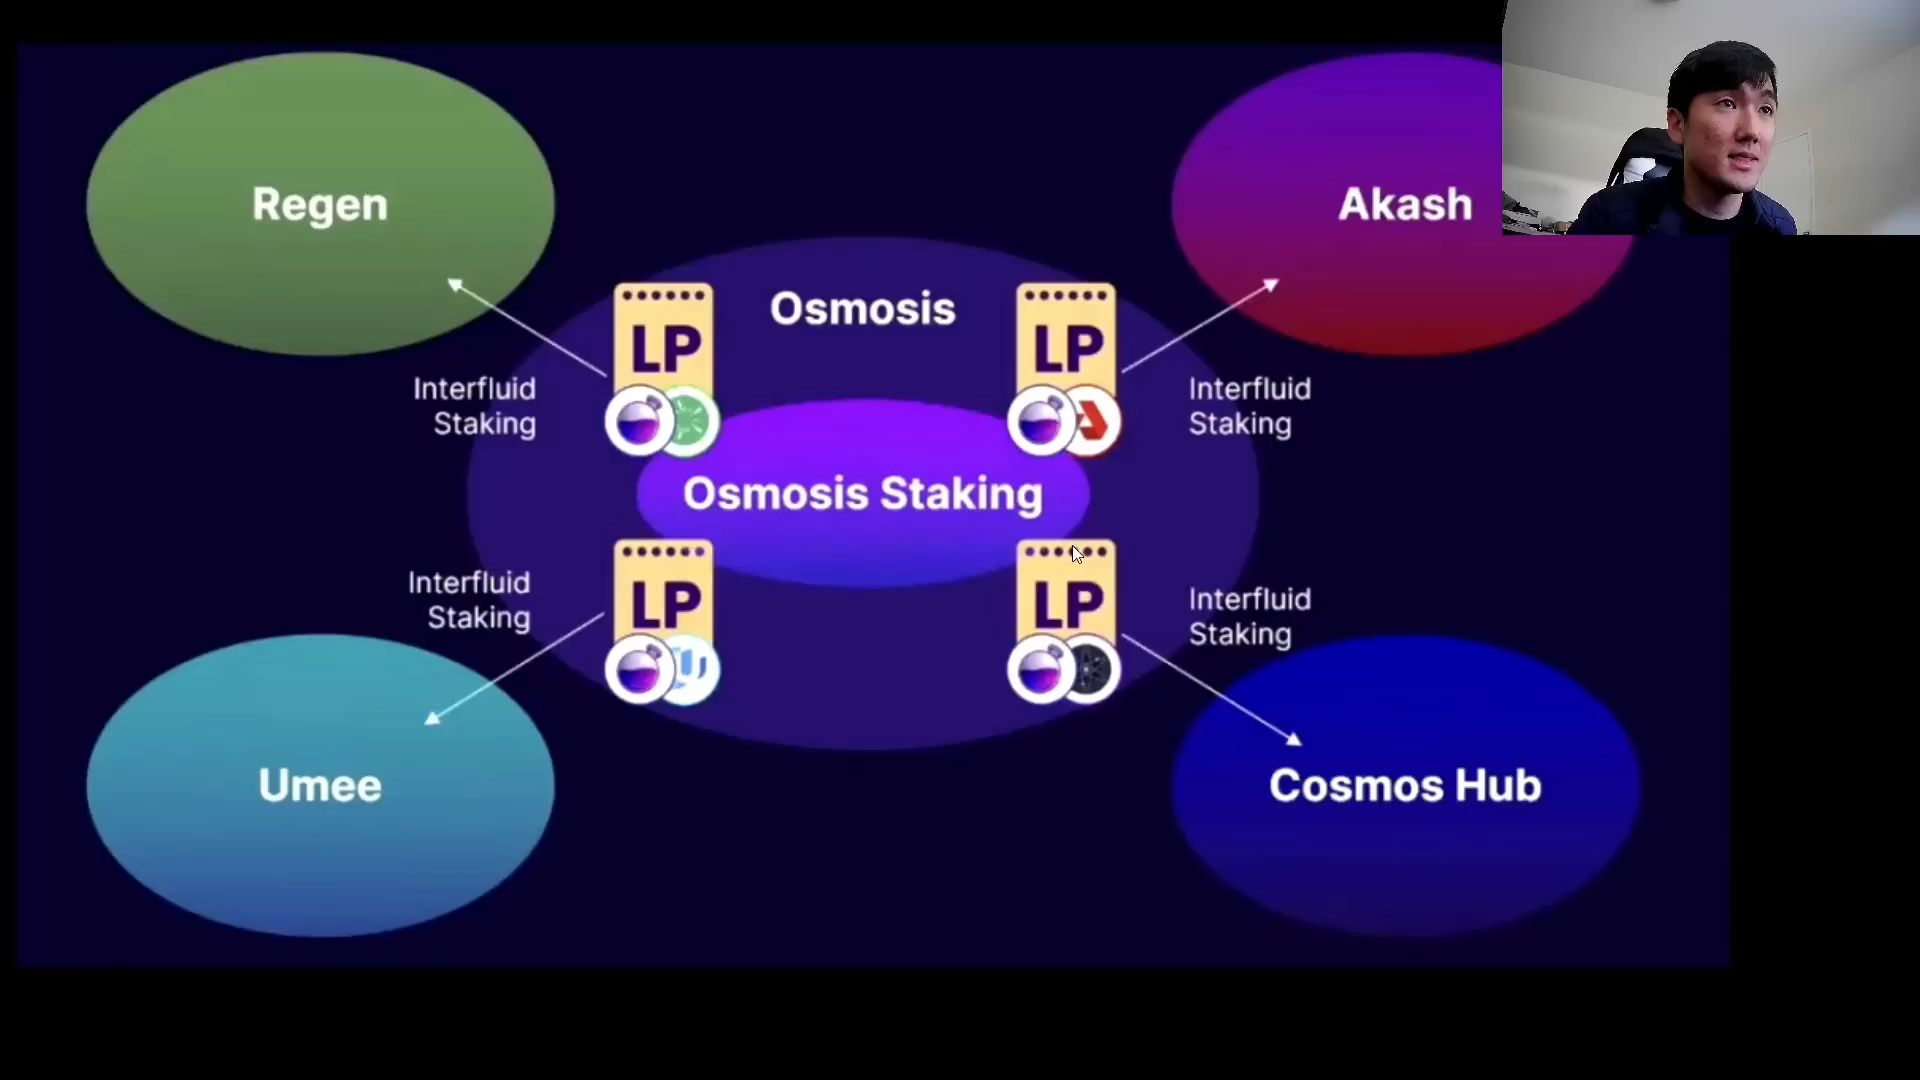 Regen
Akash
Osmosis
LP
LP
Interfluid
Staking
Interfluid
Staking
Osmosis Staking
LP
LP
Interfluid
Staking
Interfluid
Staking
Umee
Cosmos Hub